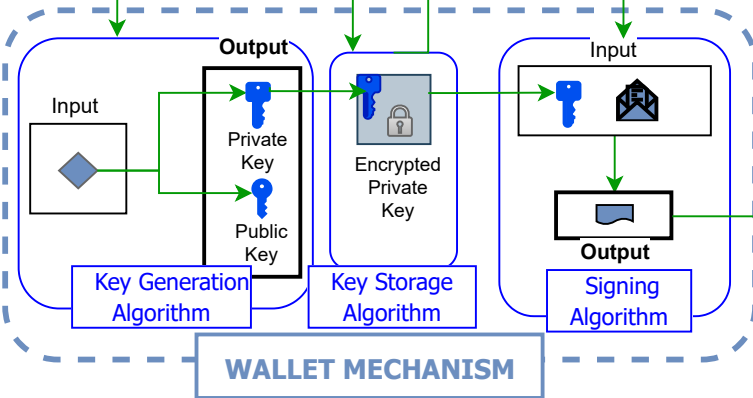 Output
Input
Input
Private
Key
Public
Key
Encrypted
Private
Key
Output
Key Generation
Algorithm
Key Storage
Algorithm
Signing
Algorithm
WALLET MECHANISM